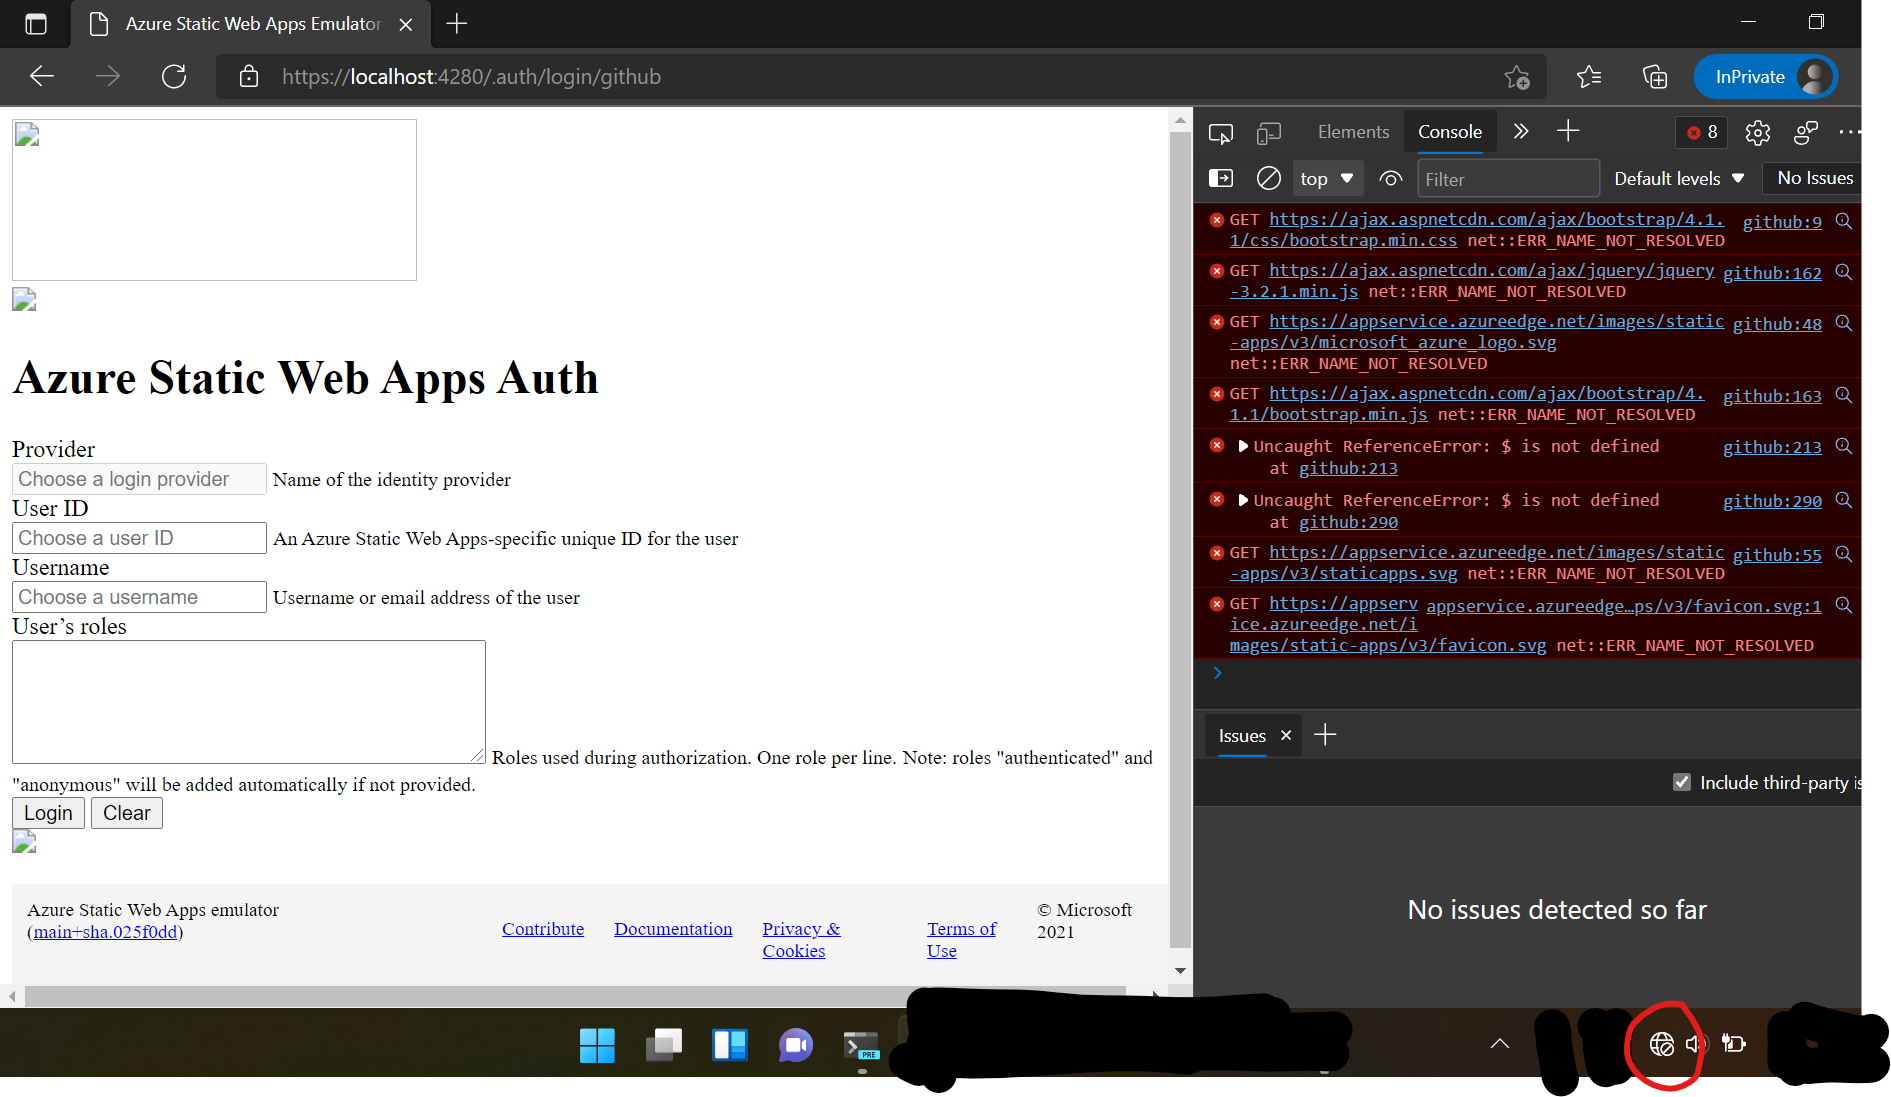 Azure Static Web Apps Emulator
https://localhost:4280/.auth/login/github
InPrivate
Azure Static Web Apps Auth
Provider
Choose a login provider Name of the identity provider
User ID
Choose a user ID An Azure Static Web Apps-specific unique ID for the user
Username
Choose a username Username or email address of the user
User’s roles
Roles used during authorization. One role per line. Note: roles "authenticated" and
"anonymous" will be added automatically if not provided.
Login Clear
Azure Static Web Apps emulator
(main+sha.025f0dd)
Contribute
Documentation
Privacy &
Cookies
Terms of
Use
© Microsoft
2021
Elements Console 8
top Filter Default levels No Issues
GET https://ajax.aspnetcdn.com/ajax/bootstrap/4.1. github:9
1/css/bootstrap.min.css net::ERR_NAME_NOT_RESOLVED
GET https://ajax.aspnetcdn.com/ajax/jquery/jquery github:162
-3.2.1.min.js net::ERR_NAME_NOT_RESOLVED
GET https://appservice.azureedge.net/images/static github:48
-apps/v3/microsoft_azure_logo.svg
net::ERR_NAME_NOT_RESOLVED
GET https://ajax.aspnetcdn.com/ajax/bootstrap/4. github:163
1.1/bootstrap.min.js net::ERR_NAME_NOT_RESOLVED
Uncaught ReferenceError: $ is not defined github:213
at github:213
Uncaught ReferenceError: $ is not defined github:290
at github:290
GET https://appservice.azureedge.net/images/static github:55
-apps/v3/staticapps.svg net::ERR_NAME_NOT_RESOLVED
GET https://appserv appservice.azureedge…ps/v3/favicon.svg:1
ice.azureedge.net/i
mages/static-apps/v3/favicon.svg net::ERR_NAME_NOT_RESOLVED
Issues
Include third-party is
No issues detected so far
PRE